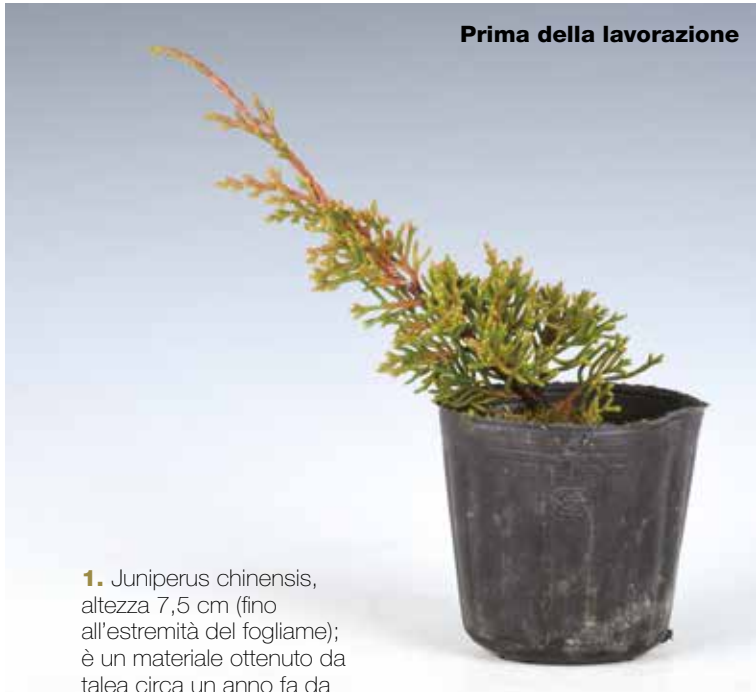 Prima della lavorazione
1. Juniperus chinensis,
altezza 7,5 cm (fino
all'estremità del fogliame);
è un materiale ottenuto da
talea circa un anno fa da